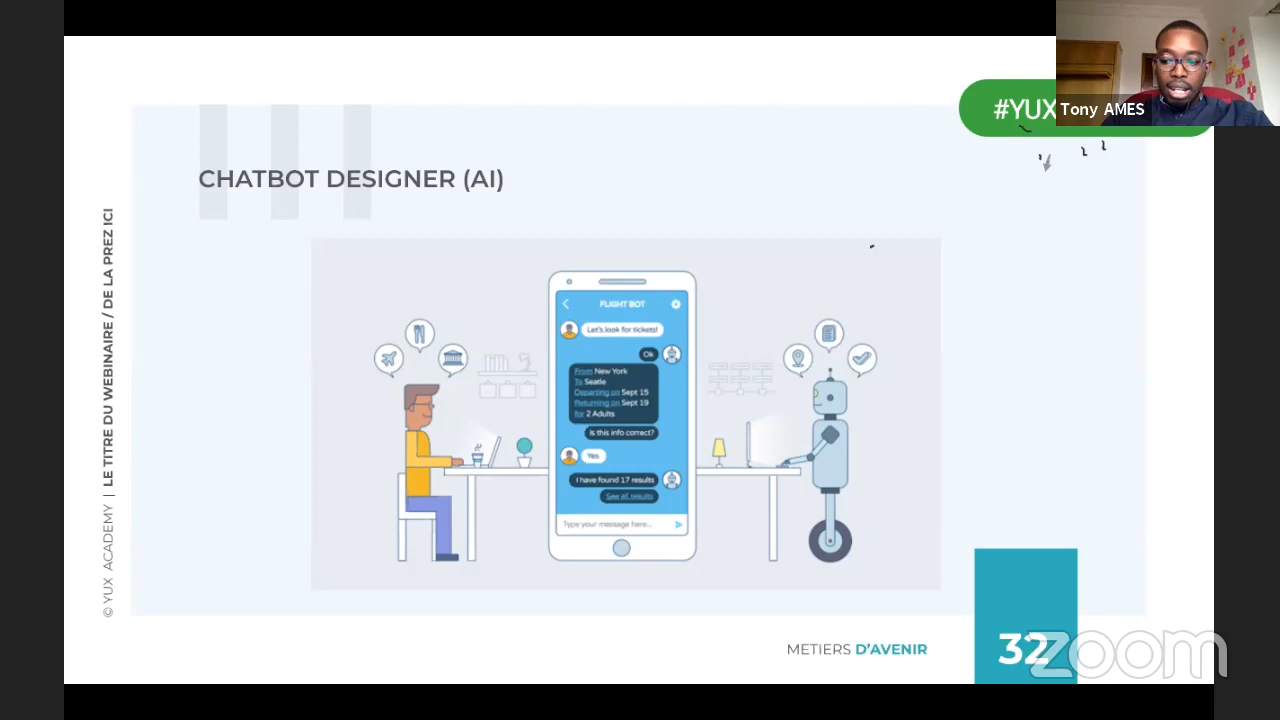 #YUX
Tony AMES
CHATBOT DESIGNER (AI)
© YUX ACADEMY | LE TITRE DU WEBINAIRE / DE LA PREZ ICI
FLIGHT BOT
Let's look for tickets!
Ok
From New York
To Seatle
Departing on Sept 15
Returning on Sept 19
for 2 Adults
Is this info correct?
Yes
I have found 17 results
See all results
Type your message here...
METIERS D'AVENIR
32
zoom